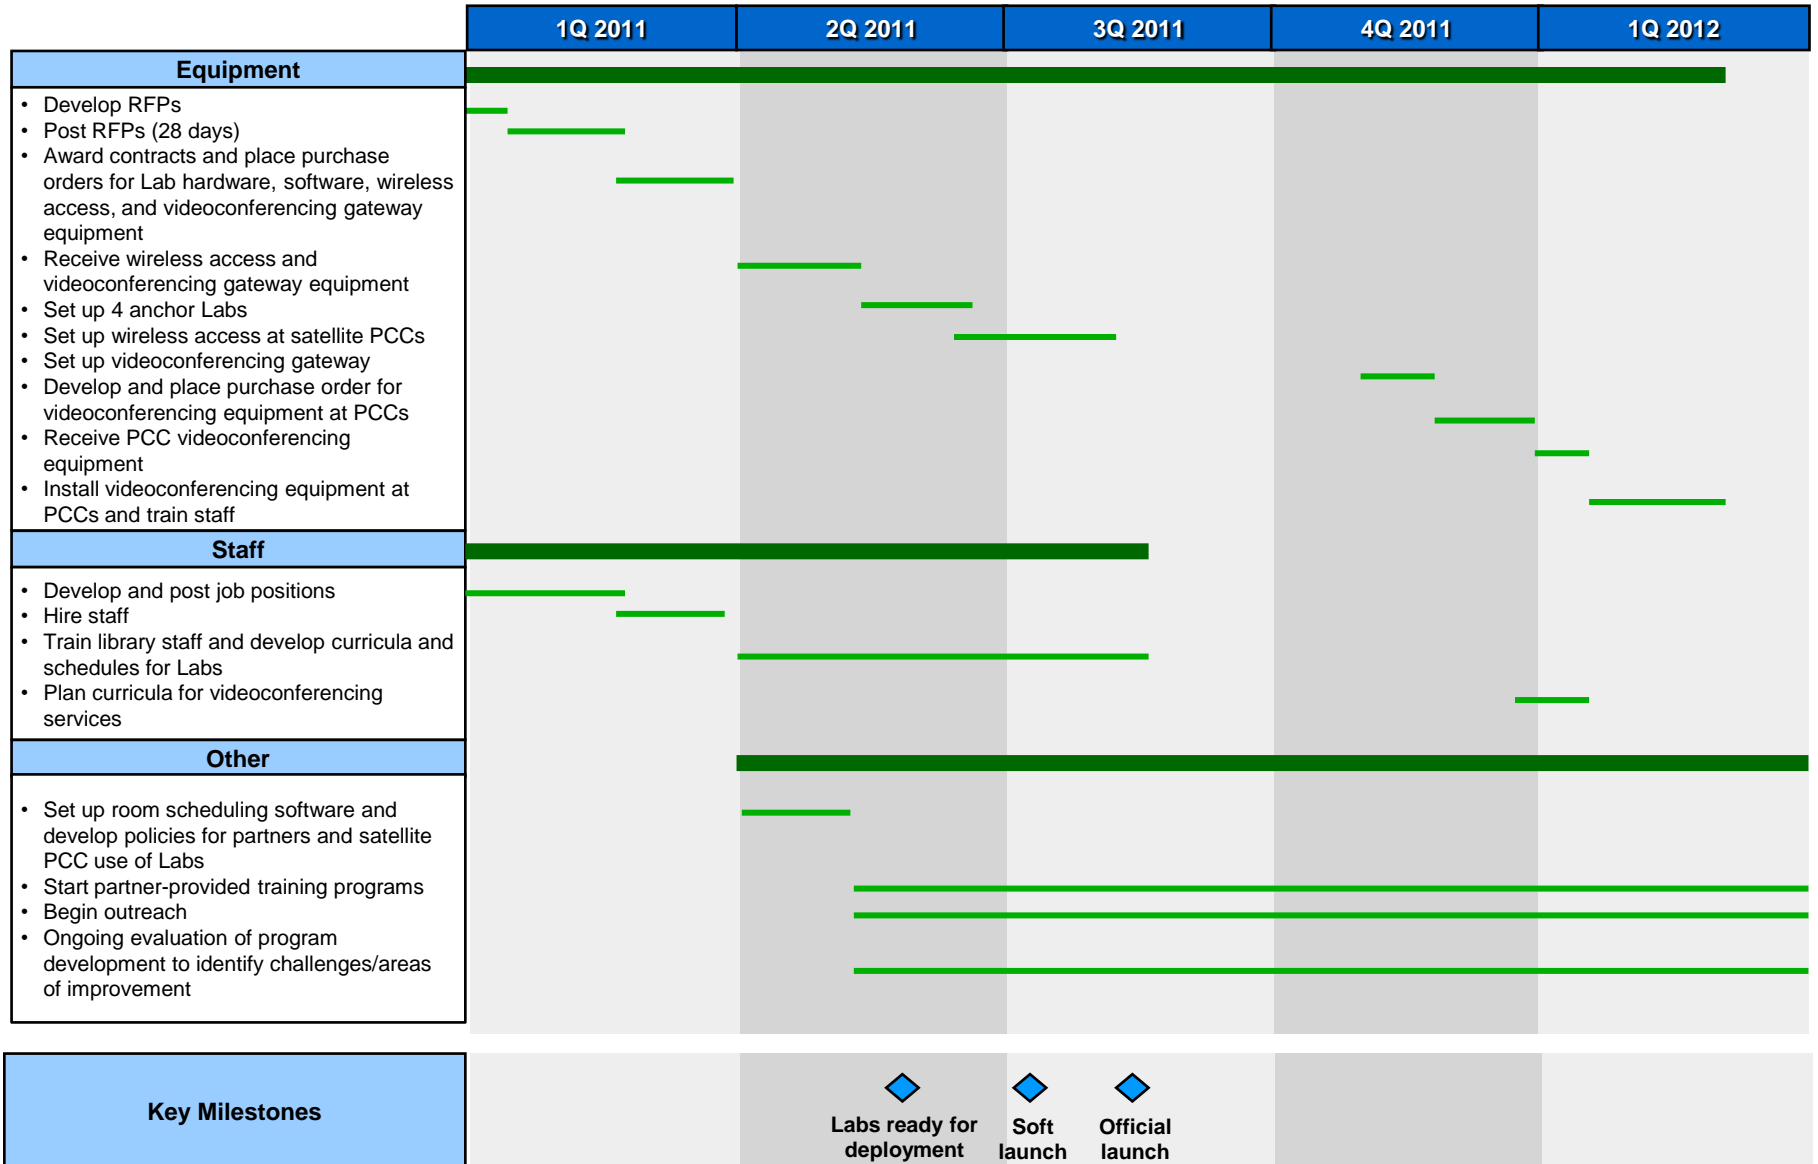 1Q 2011 2Q 2011 3Q 2011 4Q 2011 1Q 2012
Equipment
• Develop RFPs
• Post RFPs (28 days)
• Award contracts and place purchase
orders for Lab hardware, software, wireless
access, and videoconferencing gateway
equipment
• Receive wireless access and
videoconferencing gateway equipment
• Set up 4 anchor Labs
• Set up wireless access at satellite PCCs
• Set up videoconferencing gateway
• Develop and place purchase order for
videoconferencing equipment at PCCs
• Receive PCC videoconferencing
equipment
• Install videoconferencing equipment at
PCCs and train staff
Staff
• Develop and post job positions
• Hire staff
• Train library staff and develop curricula and
schedules for Labs
• Plan curricula for videoconferencing
services
Other
• Set up room scheduling software and
develop policies for partners and satellite
PCC use of Labs
• Start partner-provided training programs
• Begin outreach
• Ongoing evaluation of program
development to identify challenges/areas
of improvement
Key Milestones
Labs ready for
deployment
Soft
launch
Official
launch